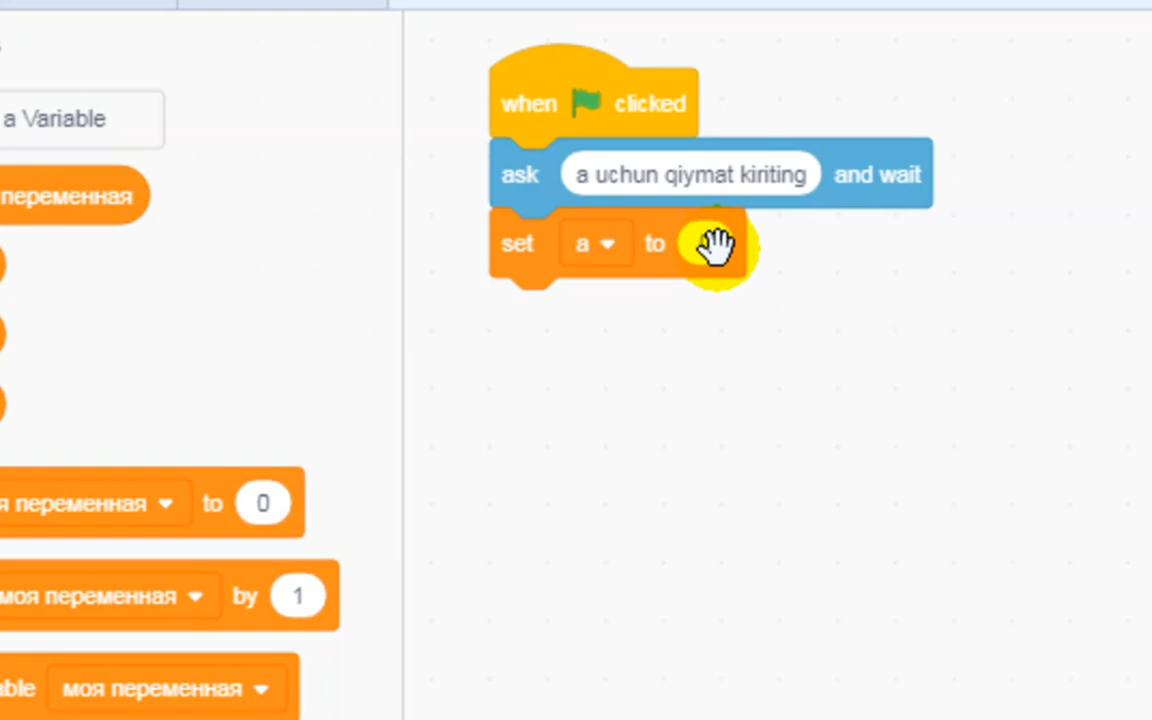 a Variable
переменная
when clicked
ask a uchun qiymat kiriting and wait
set a to
переменная to 0
моя переменная by 1
моя переменная